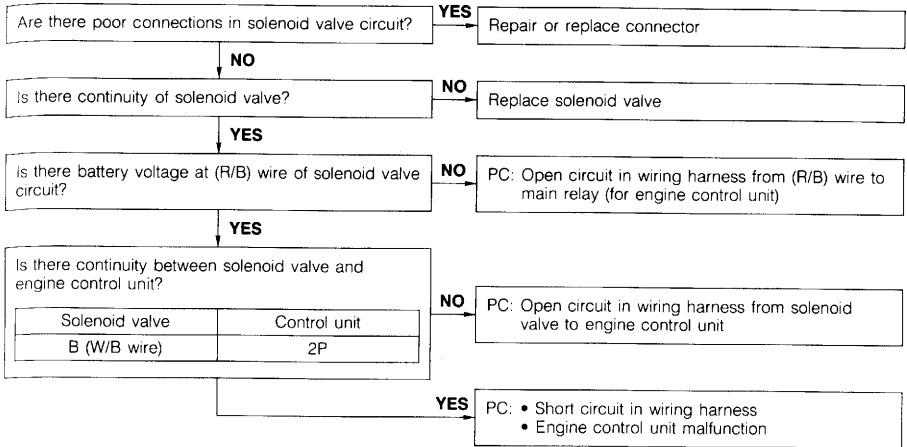 Are there poor connections in solenoid valve circuit?
YES
Repair or replace connector
NO
Is there continuity of solenoid valve?
NO
Replace solenoid valve
YES
Is there battery voltage at (R/B) wire of solenoid valve
circuit?
NO
PC: Open circuit in wiring harness from (R/B) wire to
main relay (for engine control unit)
YES
Is there continuity between solenoid valve and
engine control unit?
Solenoid valve Control unit
B (W/B wire) 2P
NO
PC: Open circuit in wiring harness from solenoid
valve to engine control unit
YES
PC: • Short circuit in wiring harness
• Engine control unit malfunction